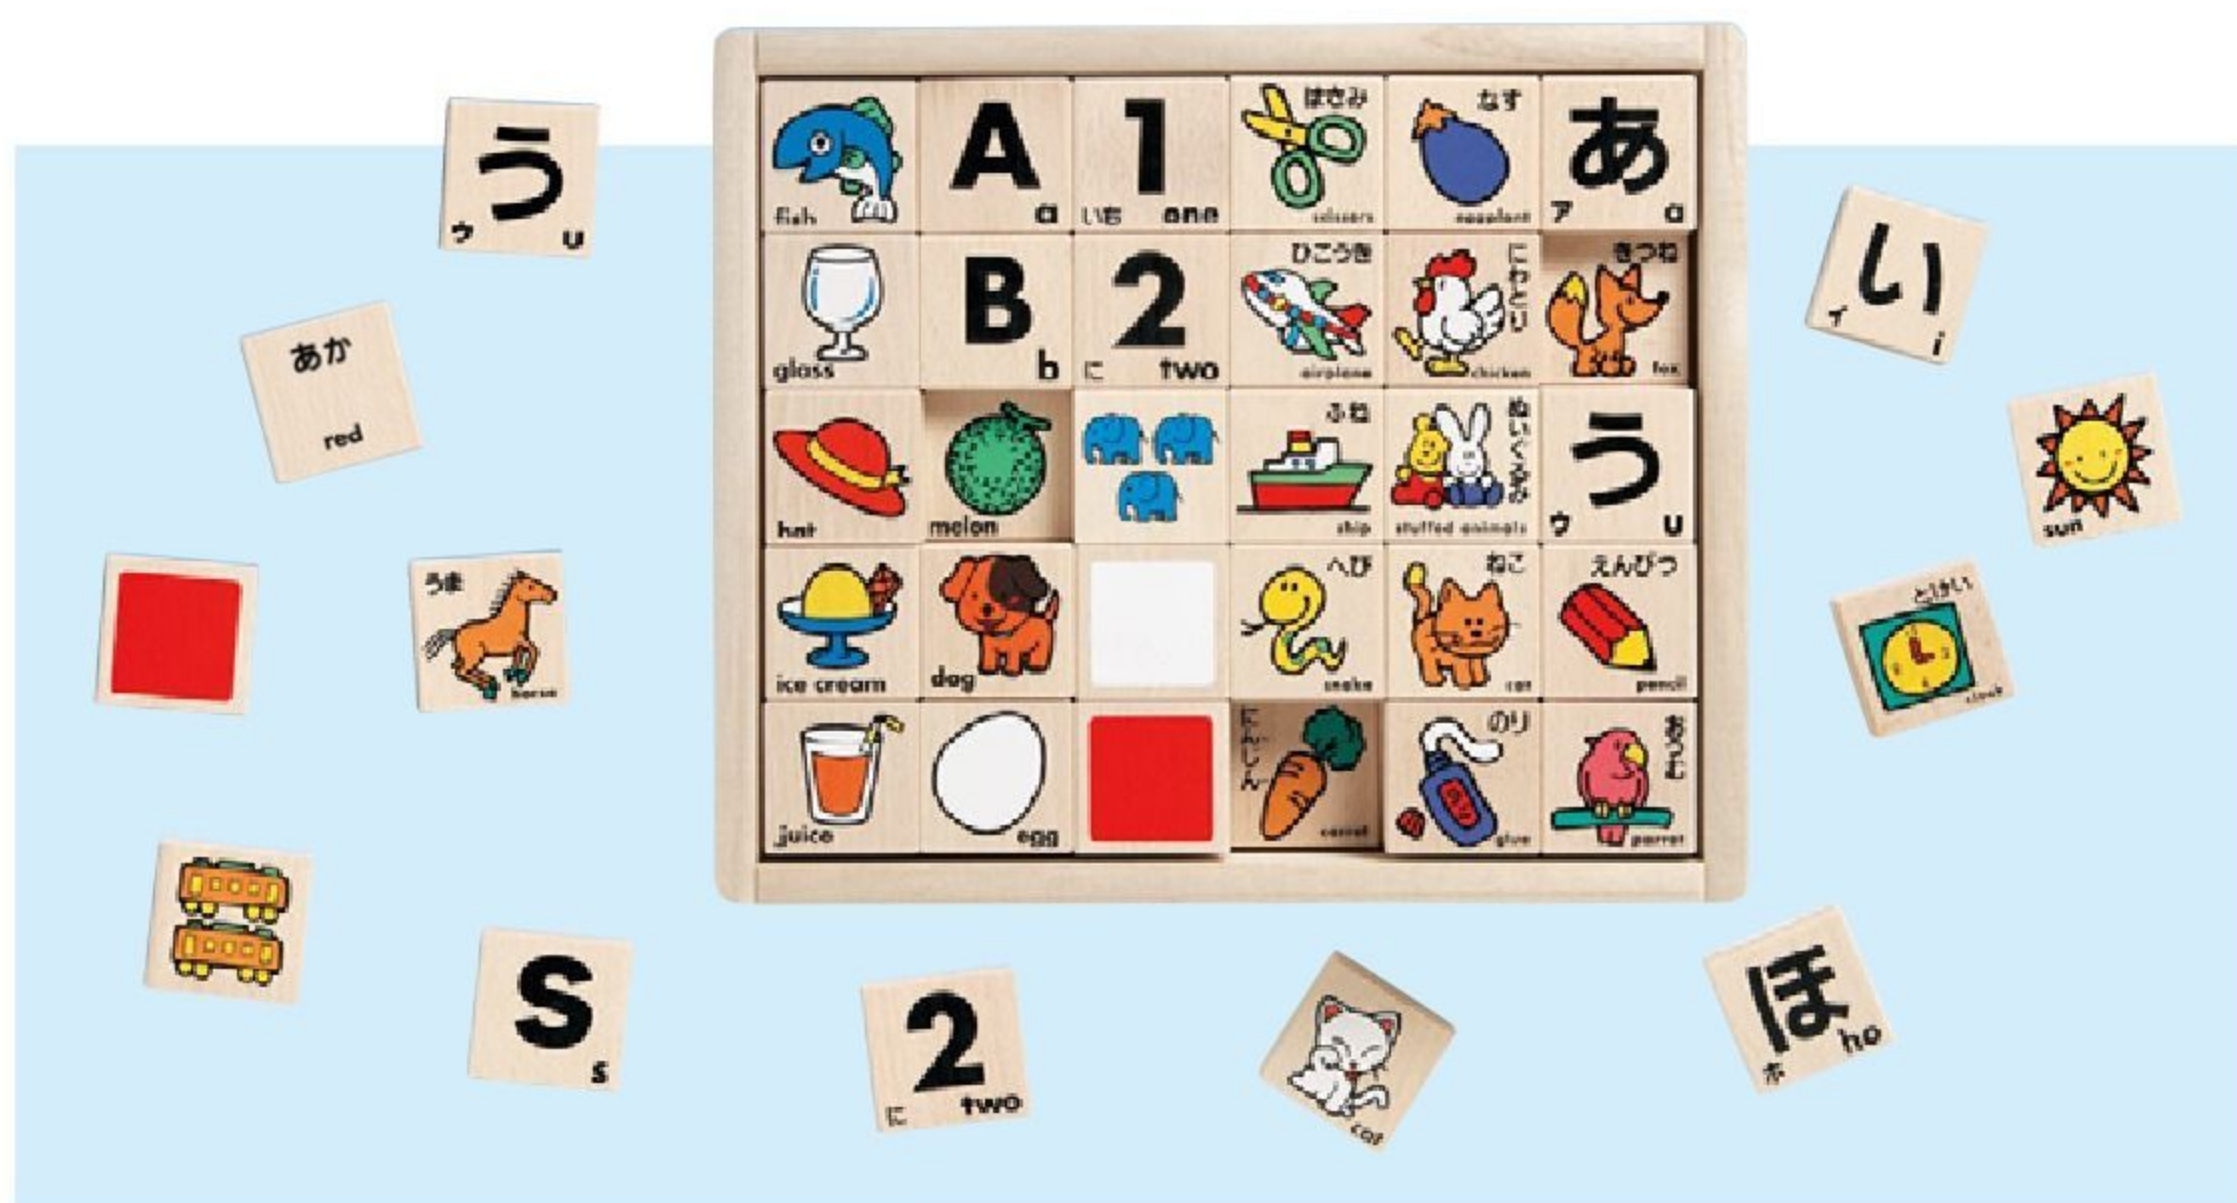 う
ウ u
あか
red
うま
horse
S
s
2
に two
fish
A
a
1
いち one
はさみ
scissors
なす
eggplant
あ
ア a
glass
B
b
2
に two
ひこうき
airplane
にわとり
chicken
きつね
fox
hat
melon
ふね
ship
ぬいぐるみ
stuffed animals
う
ウ u
ice cream
dog
へび
snake
ねこ
cat
えんぴつ
pencil
juice
egg
にんじん
carrot
のり
glue
おうむ
parrot
い
イ i
sun
とけい
clock
cat
ほ
ホ ho